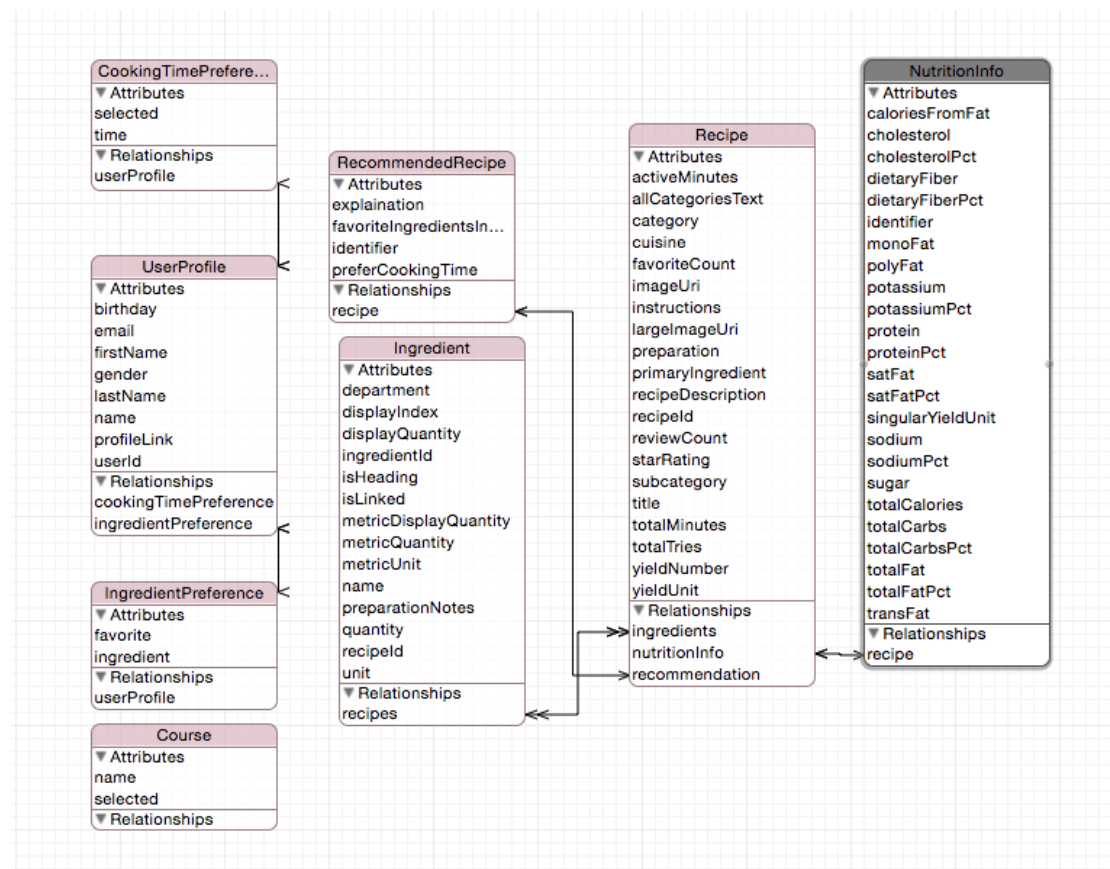 CookingTimePrefere...
Attributes
selected
time
Relationships
userProfile
UserProfile
Attributes
birthday
email
firstName
gender
lastName
name
profileLink
userId
Relationships
cookingTimePreference
ingredientPreference
IngredientPreference
Attributes
favorite
ingredient
Relationships
userProfile
Course
Attributes
name
selected
Relationships
RecommendedRecipe
Attributes
explaination
favoriteIngredientsIn...
identifier
preferCookingTime
Relationships
recipe
Ingredient
Attributes
department
displayIndex
displayQuantity
ingredientId
isHeading
isLinked
metricDisplayQuantity
metricQuantity
metricUnit
name
preparationNotes
quantity
recipeId
unit
Relationships
recipes
Recipe
Attributes
activeMinutes
allCategoriesText
category
cuisine
favoriteCount
imageUri
instructions
largeImageUri
preparation
primaryIngredient
recipeDescription
recipeId
reviewCount
starRating
subcategory
title
totalMinutes
totalTries
yieldNumber
yieldUnit
Relationships
ingredients
nutritionInfo
recommendation
NutritionInfo
Attributes
caloriesFromFat
cholesterol
cholesterolPct
dietaryFiber
dietaryFiberPct
identifier
monoFat
polyFat
potassium
potassiumPct
protein
proteinPct
satFat
satFatPct
singularYieldUnit
sodium
sodiumPct
sugar
totalCalories
totalCarbs
totalCarbsPct
totalFat
totalFatPct
transFat
Relationships
recipe